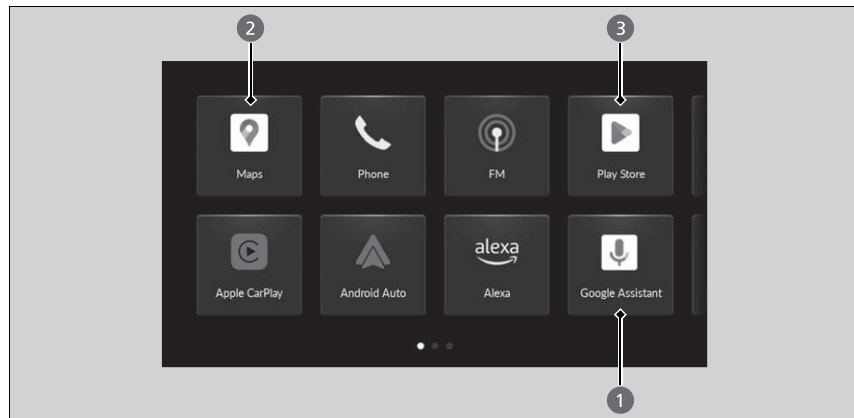 2
3
Maps
Phone
FM
Play Store
alexa
Apple CarPlay
Android Auto
Alexa
Google Assistant
1